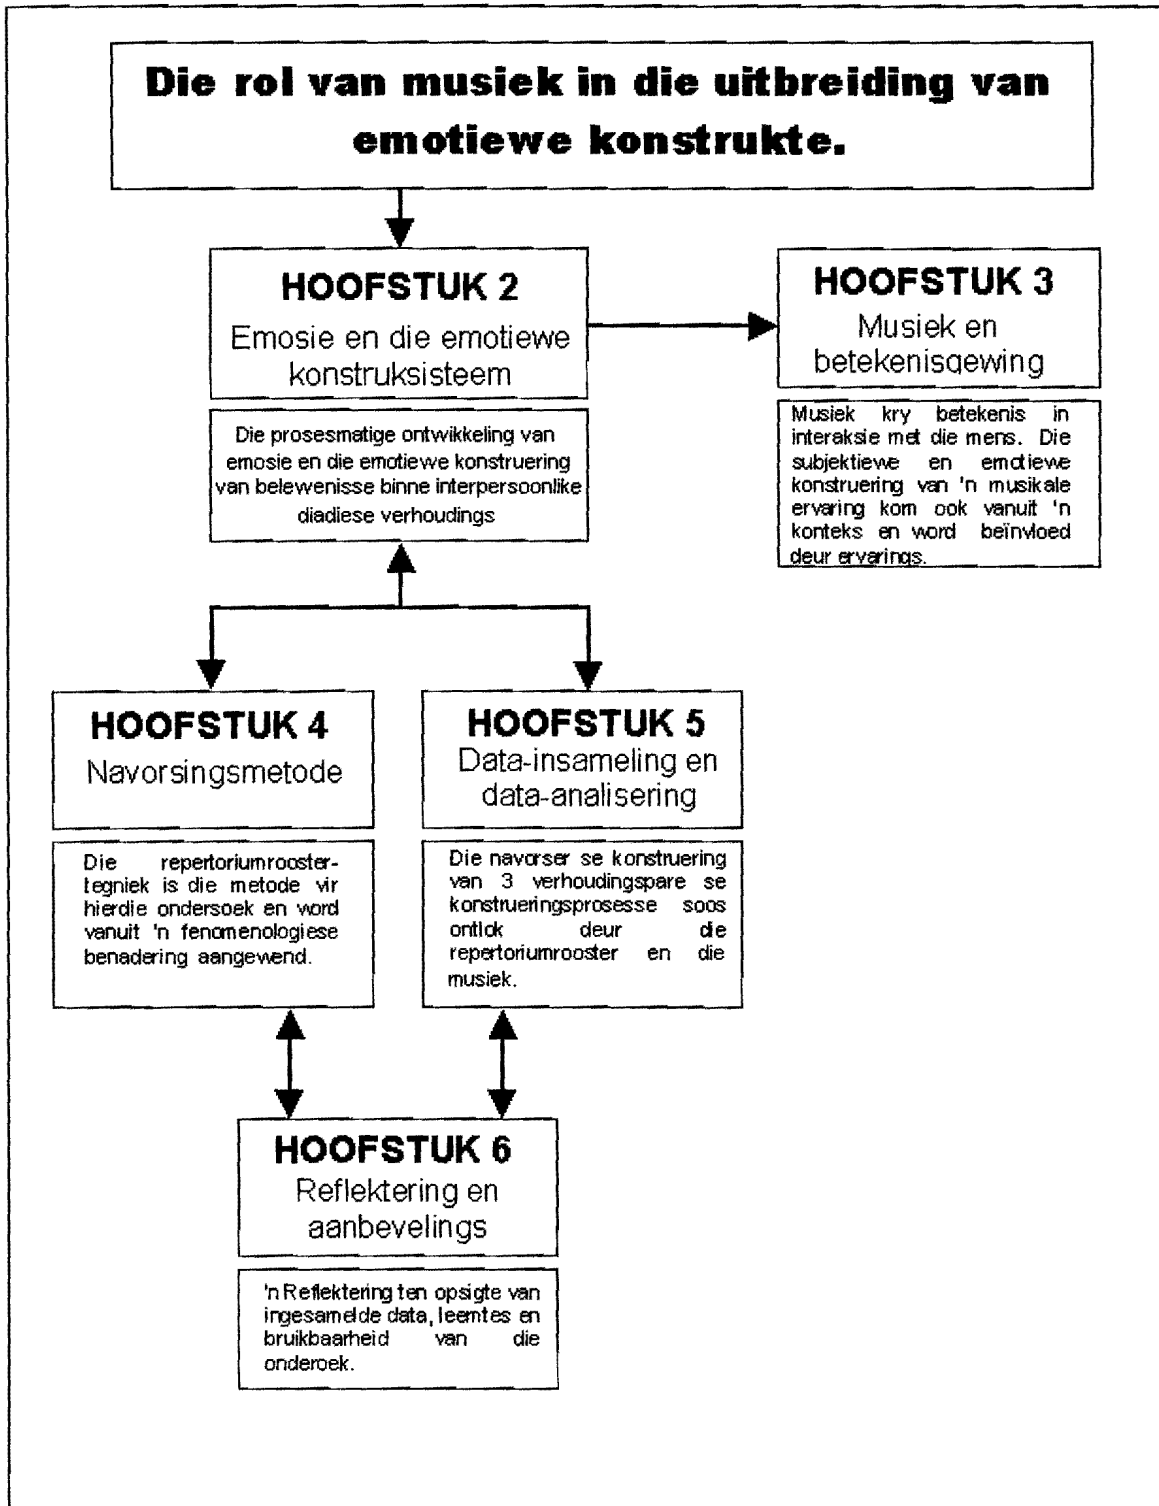 Die rol van musiek in die uitbreiding van
emotiewe konstrukte.
HOOFSTUK 2
Emosie en die emotiewe
konstruksisteem
HOOFSTUK 3
Musiek en
betekenisgewing
Die prosesmatige ontwikkeling van
emosie en die emotiewe konstruering
van belewenisse binne interpersoonlike
diadiese verhoudings
Musiek kry betekenis in
interaksie met die mens. Die
subjektiewe en emotiewe
konstruering van 'n musikale
ervaring kom ook vanuit 'n
konteks en word beïnvloed
deur ervarings.
HOOFSTUK 4
Navorsingsmetode
HOOFSTUK 5
Data-insameling en
data-analisering
Die repertoriumrooster-
tegniek is die metode vir
hierdie ondersoek en word
vanuit 'n fenomenologiese
benadering aangewend.
Die navorser se konstruering
van 3 verhoudingspare se
konstrueringsprosesse soos
ontlok deur die
repertoriumrooster en die
musiek.
HOOFSTUK 6
Reflektering en
aanbevelings
'n Reflektering ten opsigte van
ingesamelde data, leemtes en
bruikbaarheid van die
onderoek.